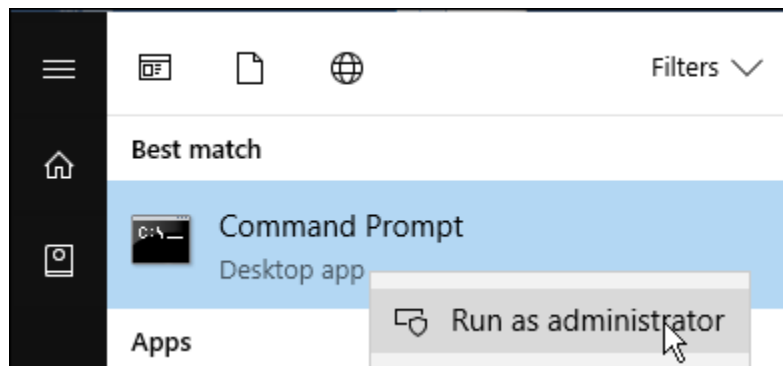 Filters
Best match
C:\
Command Prompt
Desktop app
Run as administrator
Apps